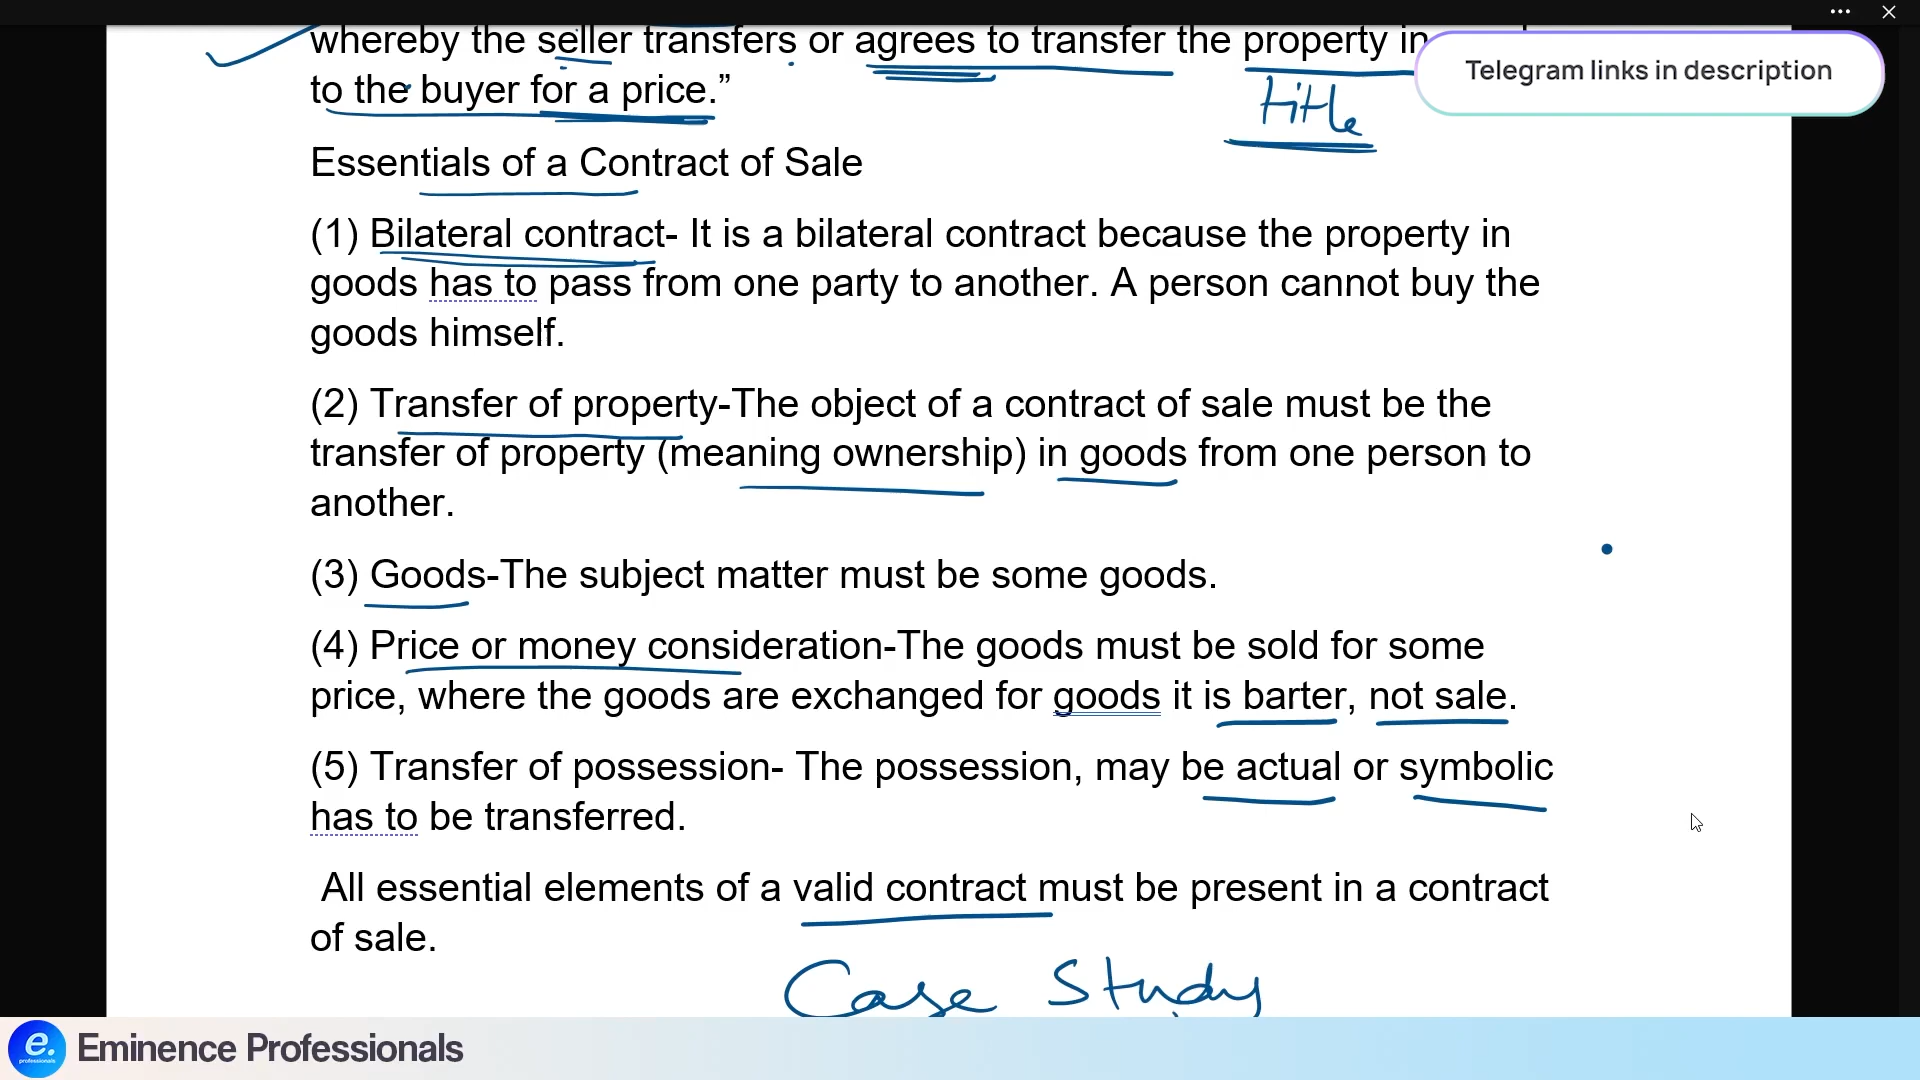 whereby the seller transfers or agrees to transfer the property in
Telegram links in description
to the buyer for a price.”
title
Essentials of a Contract of Sale
(1) Bilateral contract- It is a bilateral contract because the property in
goods has to pass from one party to another. A person cannot buy the
goods himself.
(2) Transfer of property-The object of a contract of sale must be the
transfer of property (meaning ownership) in goods from one person to
another.
(3) Goods-The subject matter must be some goods.
(4) Price or money consideration-The goods must be sold for some
price, where the goods are exchanged for goods it is barter, not sale.
(5) Transfer of possession- The possession, may be actual or symbolic
has to be transferred.
All essential elements of a valid contract must be present in a contract
of sale.
Case Study
e.
professionals
Eminence Professionals